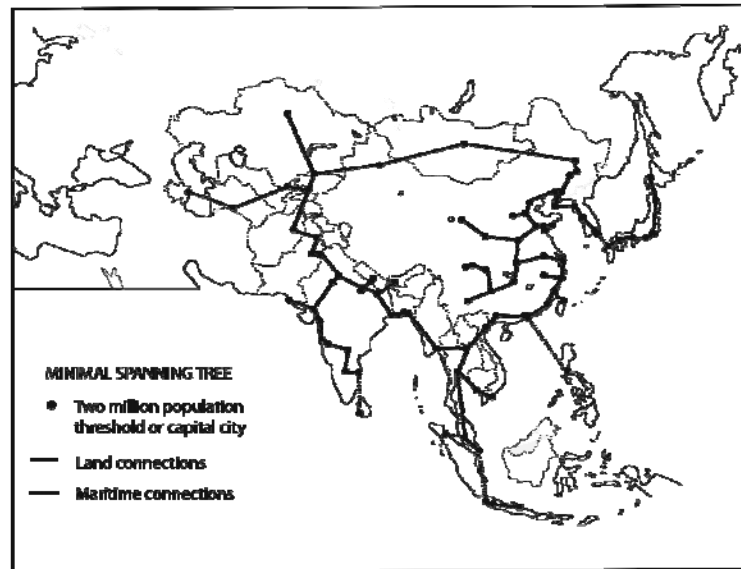 MINIMAL SPANNING TREE
Two million population
threshold or capital city
Land connections
Maritime connections